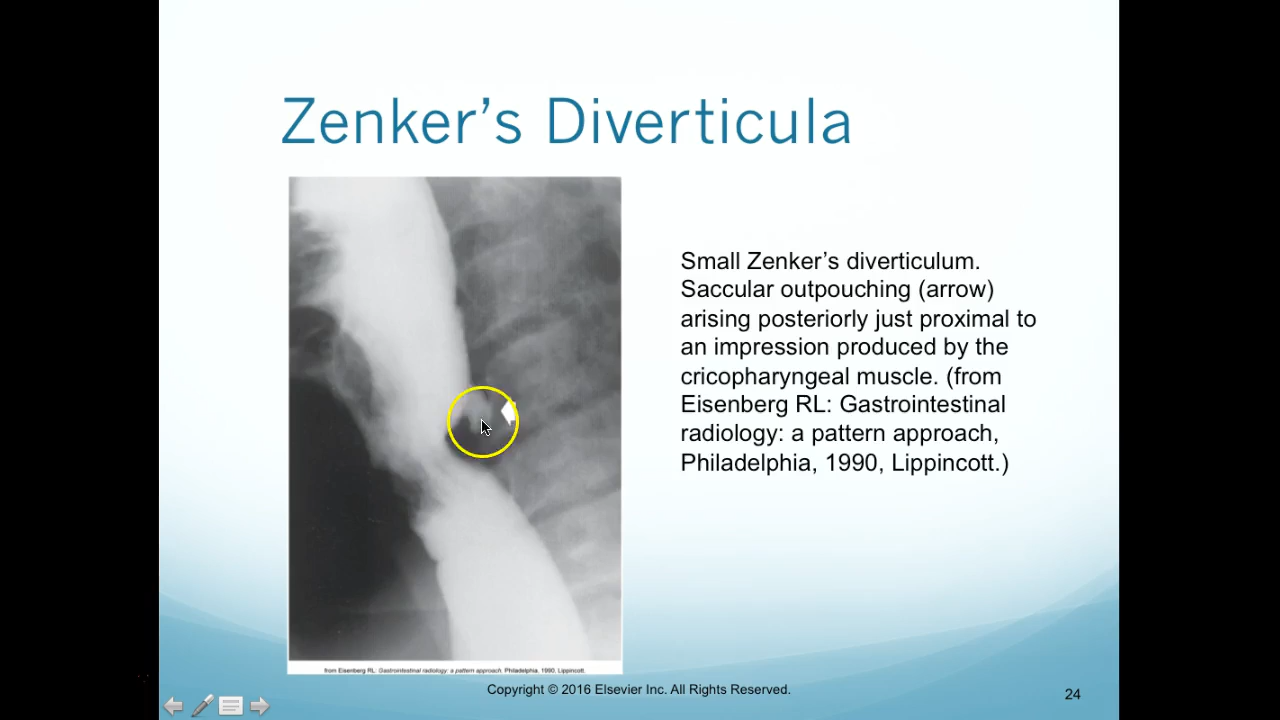 Zenker’s Diverticula
Small Zenker’s diverticulum.
Saccular outpouching (arrow)
arising posteriorly just proximal to
an impression produced by the
cricopharyngeal muscle. (from
Eisenberg RL: Gastrointestinal
radiology: a pattern approach,
Philadelphia, 1990, Lippincott.)
from Eisenberg RL: Gastrointestinal radiology: a pattern approach, Philadelphia, 1990, Lippincott.
Copyright © 2016 Elsevier Inc. All Rights Reserved.
24